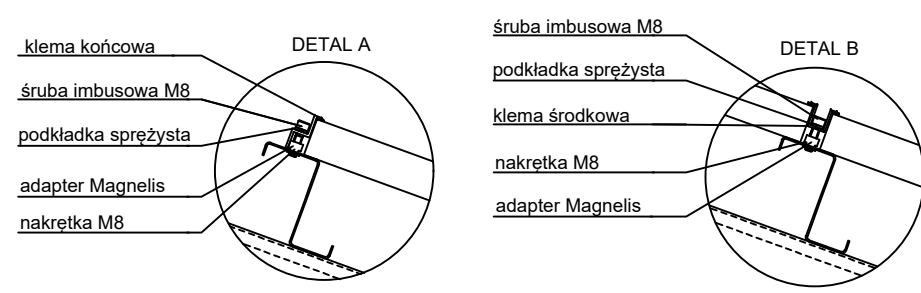 DETAL A
klema końcowa
śruba imbusowa M8
podkładka sprężysta
adapter Magnelis
nakrętka M8
DETAL B
śruba imbusowa M8
podkładka sprężysta
klema środkowa
nakrętka M8
adapter Magnelis